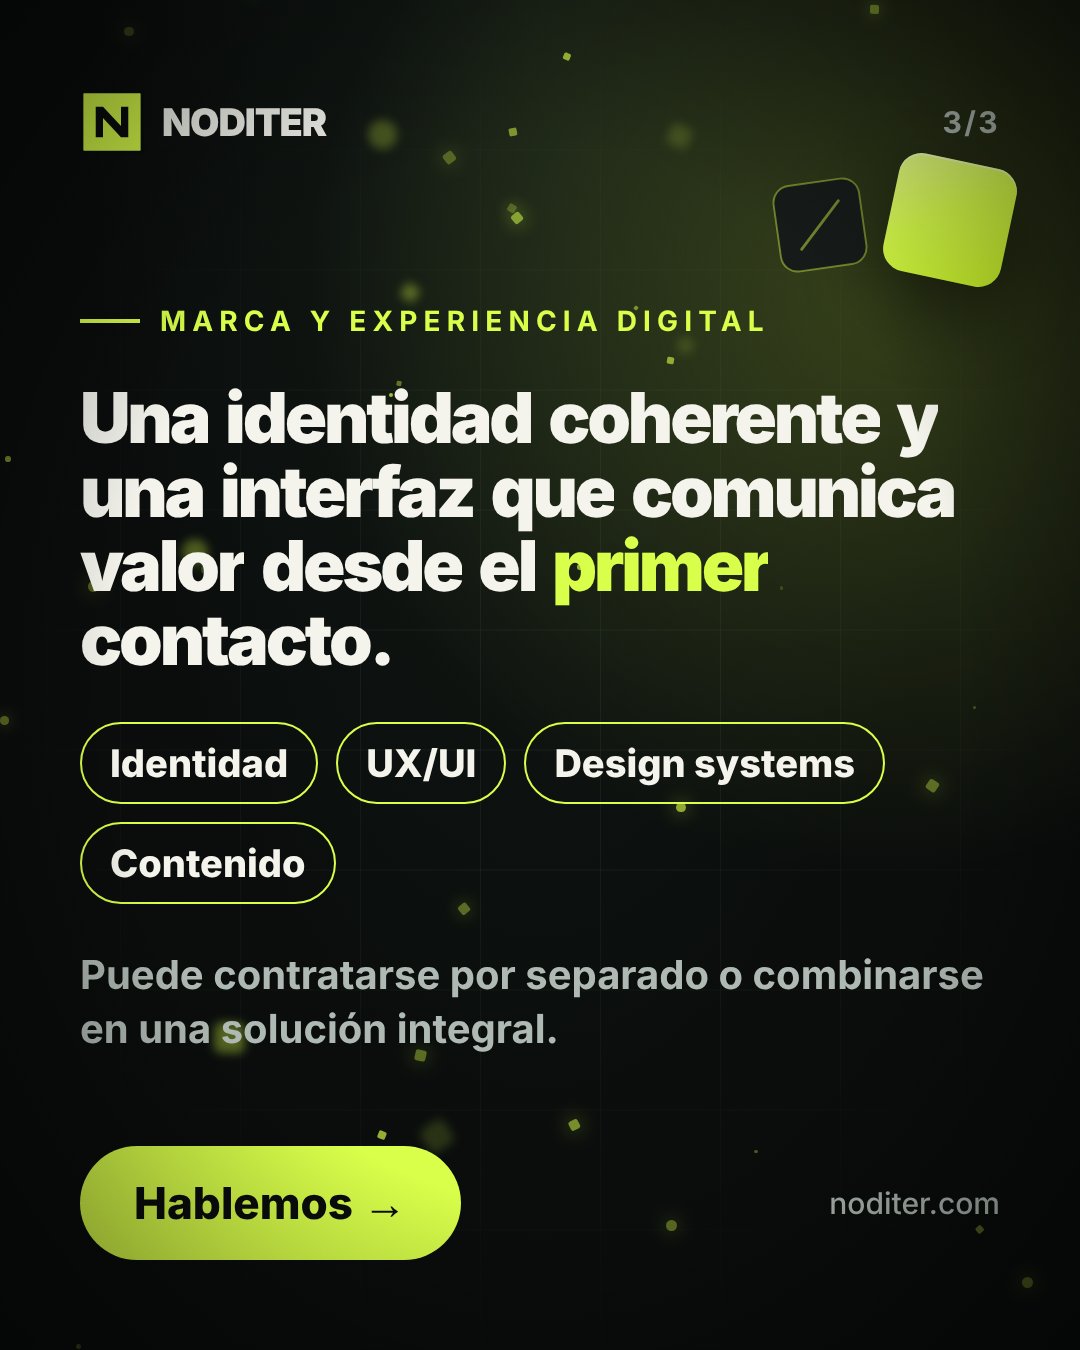 N NODITER
3/3
MARCA Y EXPERIENCIA DIGITAL
Una identidad coherente y
una interfaz que comunica
valor desde el primer
contacto.
Identidad UX/UI Design systems
Contenido
Puede contratarse por separado o combinarse
en una solución integral.
Hablemos →
noditer.com